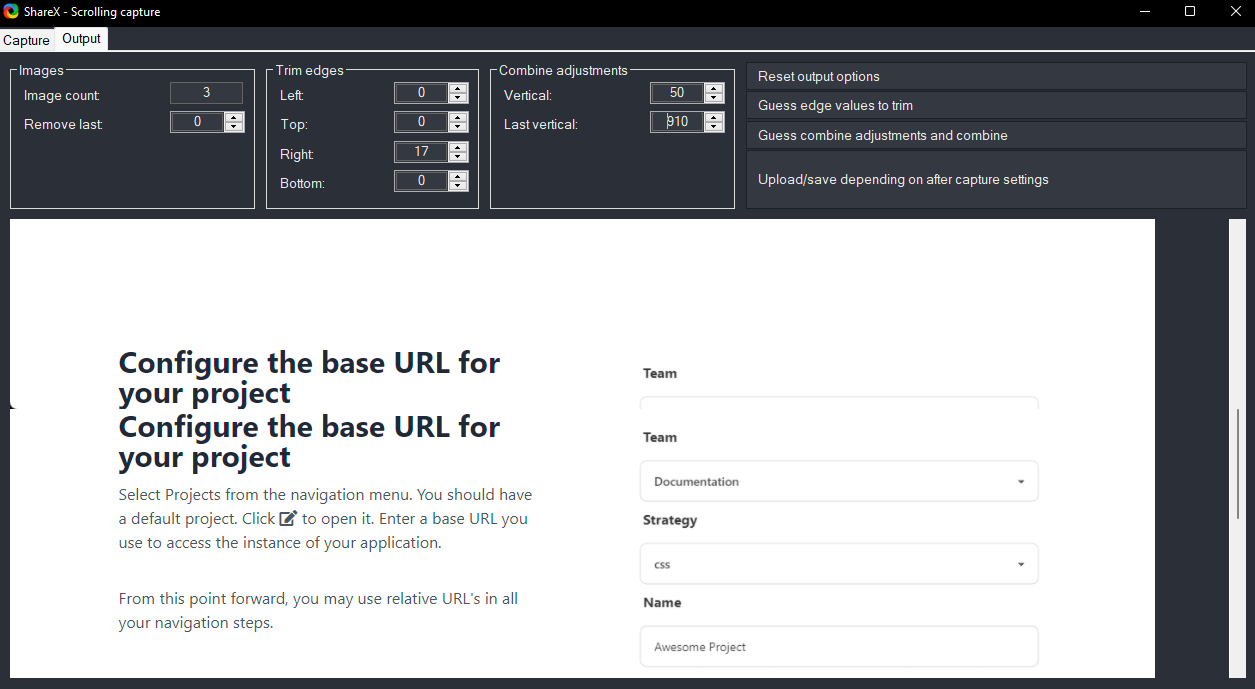 ShareX - Scrolling capture
Capture
Output
Images
Image count:
3
Remove last:
0
Trim edges
Left:
0
Top:
0
Right:
17
Bottom:
0
Combine adjustments
Vertical:
50
Last vertical:
910
Reset output options
Guess edge values to trim
Guess combine adjustments and combine
Upload/save depending on after capture settings
Configure the base URL for
your project
Team
Configure the base URL for
your project
Select Projects from the navigation menu. You should have
a default project. Click to open it. Enter a base URL you
use to access the instance of your application.
From this point forward, you may use relative URL's in all
your navigation steps.
Team
Documentation
Strategy
css
Name
Awesome Project